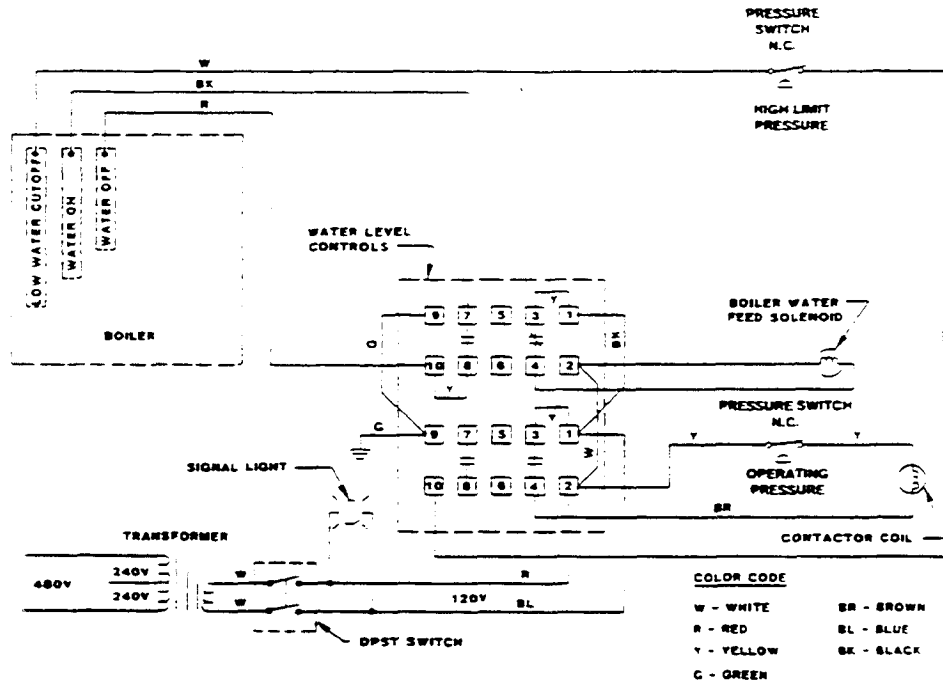 PRESSURE
SWITCH
N.C.
W
BK
R
HIGH LIMIT
PRESSURE
LOW WATER CUTOFF
WATER ON
WATER OFF
BOILER
WATER LEVEL
CONTROLS
9 7 5 3 1
Y
G
BK
10 8 6 4 2
Y
BOILER WATER
FEED SOLENOID
9 7 5 3 1
Y
G
W
10 8 6 4 2
PRESSURE SWITCH
N.C.
Y
Y
OPERATING
PRESSURE
BR
CONTACTOR COIL
SIGNAL LIGHT
TRANSFORMER
480V
240V
240V
W
W
R
120V
BL
DPST SWITCH
COLOR CODE
W - WHITE
R - RED
Y - YELLOW
G - GREEN
BR - BROWN
BL - BLUE
BK - BLACK